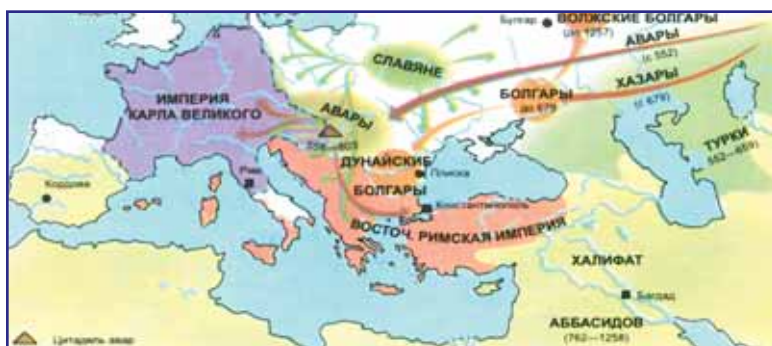 Булгар
ВОЛЖСКИЕ БОЛГАРЫ
(до 1257)
АВАРЫ
(с 552)
СЛАВЯНЕ
ХАЗАРЫ
(с 679)
БОЛГАРЫ
до 679
ИМПЕРИЯ
КАРЛА ВЕЛИКОГО
АВАРЫ
ТУРКИ
552—659)
ДУНАЙСКИЕ
БОЛГАРЫ
Плиска
Рим
Кордова
Константинополь
ВОСТОЧ. РИМСКАЯ ИМПЕРИЯ
ХАЛИФАТ
Багдад
АББАСИДОВ
(762—1258)
Цитадель авар